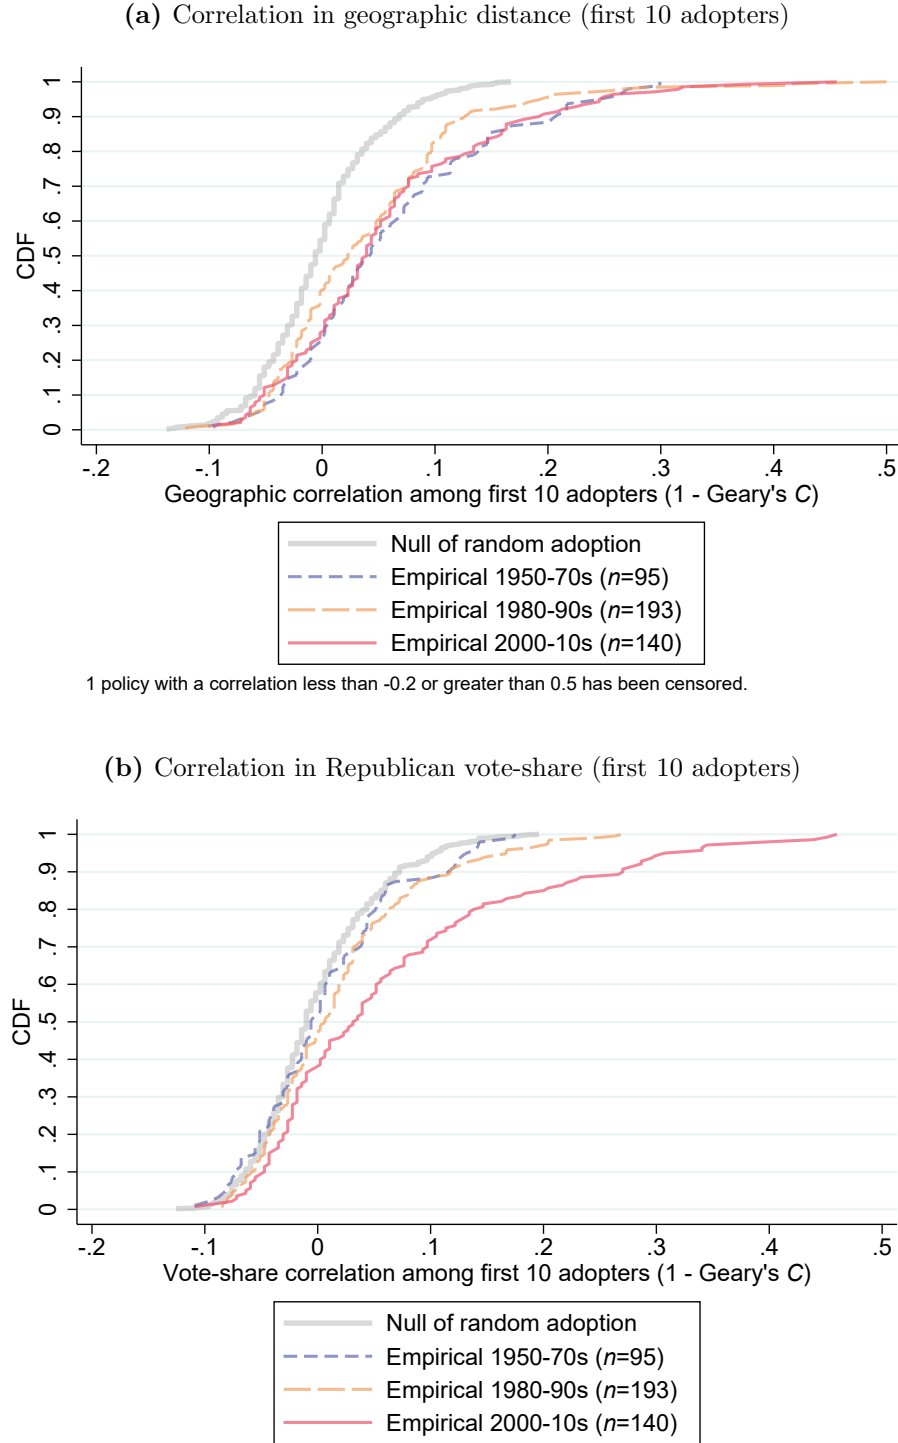 (a) Correlation in geographic distance (first 10 adopters)
CDF
1
.9
.8
.7
.6
.5
.4
.3
.2
.1
0
-.2 -.1 0 .1 .2 .3 .4 .5
Geographic correlation among first 10 adopters (1 - Geary's C)
Null of random adoption
Empirical 1950-70s (n=95)
Empirical 1980-90s (n=193)
Empirical 2000-10s (n=140)
1 policy with a correlation less than -0.2 or greater than 0.5 has been censored.
(b) Correlation in Republican vote-share (first 10 adopters)
CDF
1
.9
.8
.7
.6
.5
.4
.3
.2
.1
0
-.2 -.1 0 .1 .2 .3 .4 .5
Vote-share correlation among first 10 adopters (1 - Geary's C)
Null of random adoption
Empirical 1950-70s (n=95)
Empirical 1980-90s (n=193)
Empirical 2000-10s (n=140)